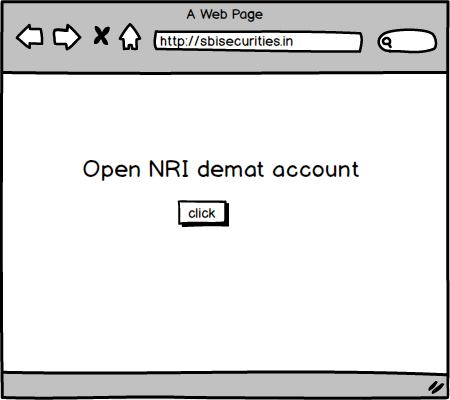 A Web Page
http://sbisecurities.in
Open NRI demat account
click